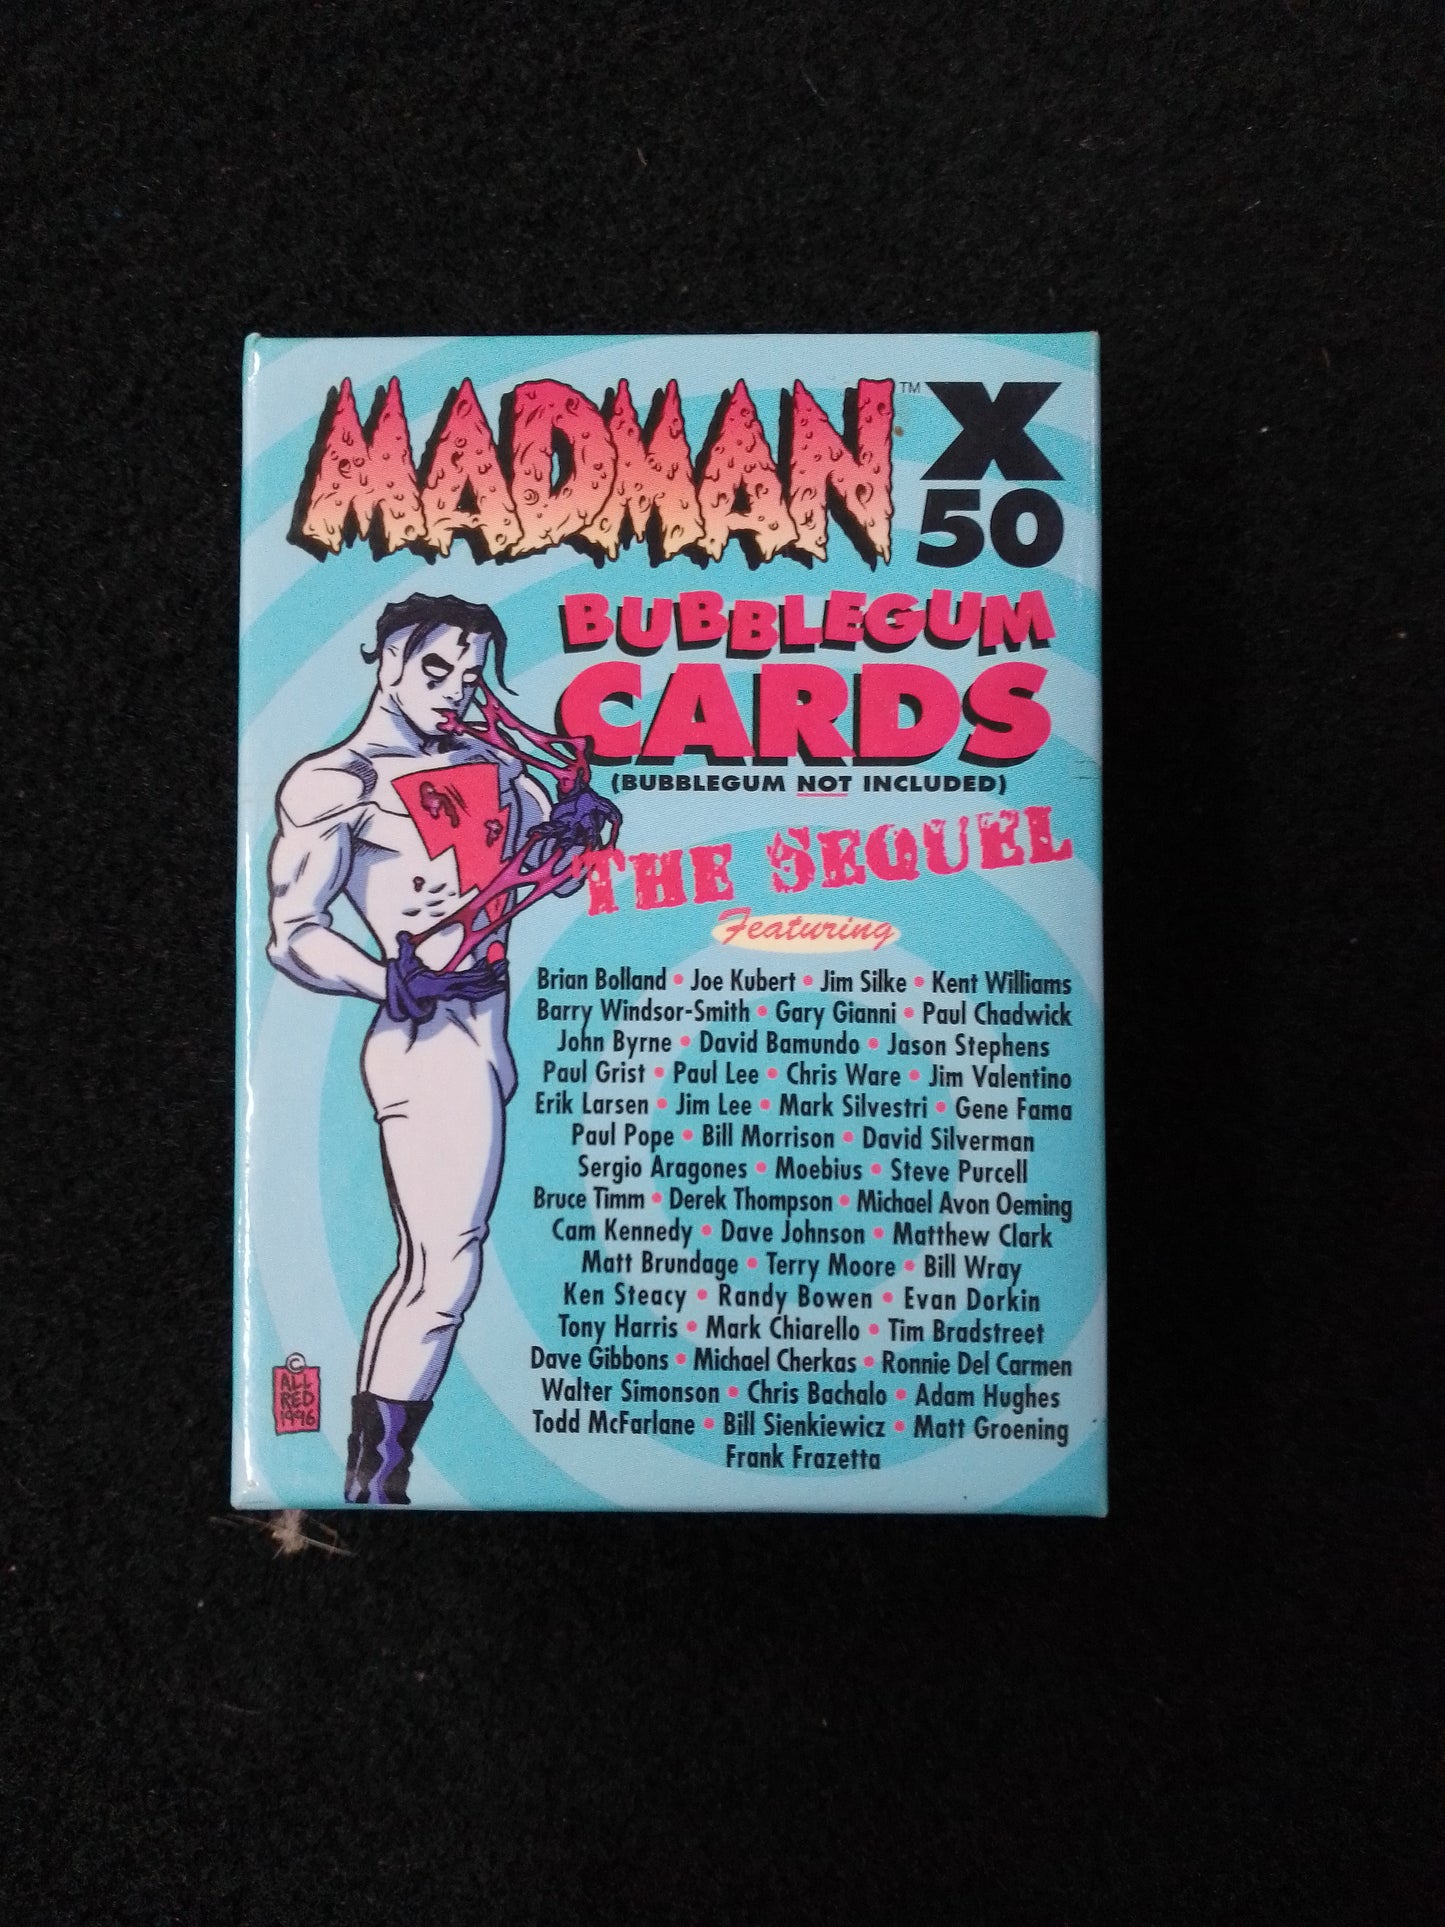 MADMAN™ X
50
BUBBLEGUM
CARDS
(BUBBLEGUM NOT INCLUDED)
THE SEQUEL
Featuring
Brian Bolland • Joe Kubert • Jim Silke • Kent Williams
Barry Windsor-Smith • Gary Gianni • Paul Chadwick
John Byrne • David Bamundo • Jason Stephens
Paul Grist • Paul Lee • Chris Ware • Jim Valentino
Erik Larsen • Jim Lee • Mark Silvestri • Gene Fama
Paul Pope • Bill Morrison • David Silverman
Sergio Aragones • Moebius • Steve Purcell
Bruce Timm • Derek Thompson • Michael Avon Oeming
Cam Kennedy • Dave Johnson • Matthew Clark
Matt Brundage • Terry Moore • Bill Wray
Ken Steacy • Randy Bowen • Evan Dorkin
Tony Harris • Mark Chiarello • Tim Bradstreet
Dave Gibbons • Michael Cherkas • Ronnie Del Carmen
Walter Simonson • Chris Bachalo • Adam Hughes
Todd McFarlane • Bill Sienkiewicz • Matt Groening
Frank Frazetta
©
ALL
RED
1996